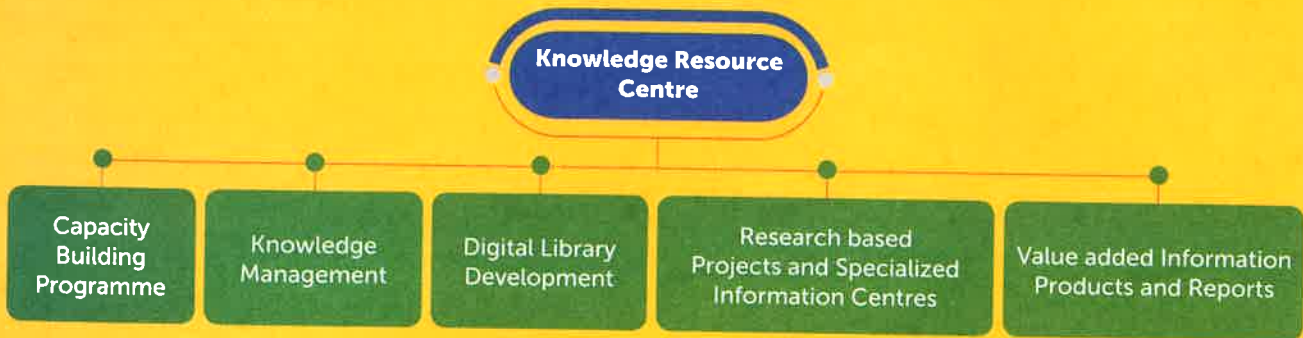 Knowledge Resource
Centre
Capacity
Building
Programme
Knowledge
Management
Digital Library
Development
Research based
Projects and Specialized
Information Centres
Value added Information
Products and Reports